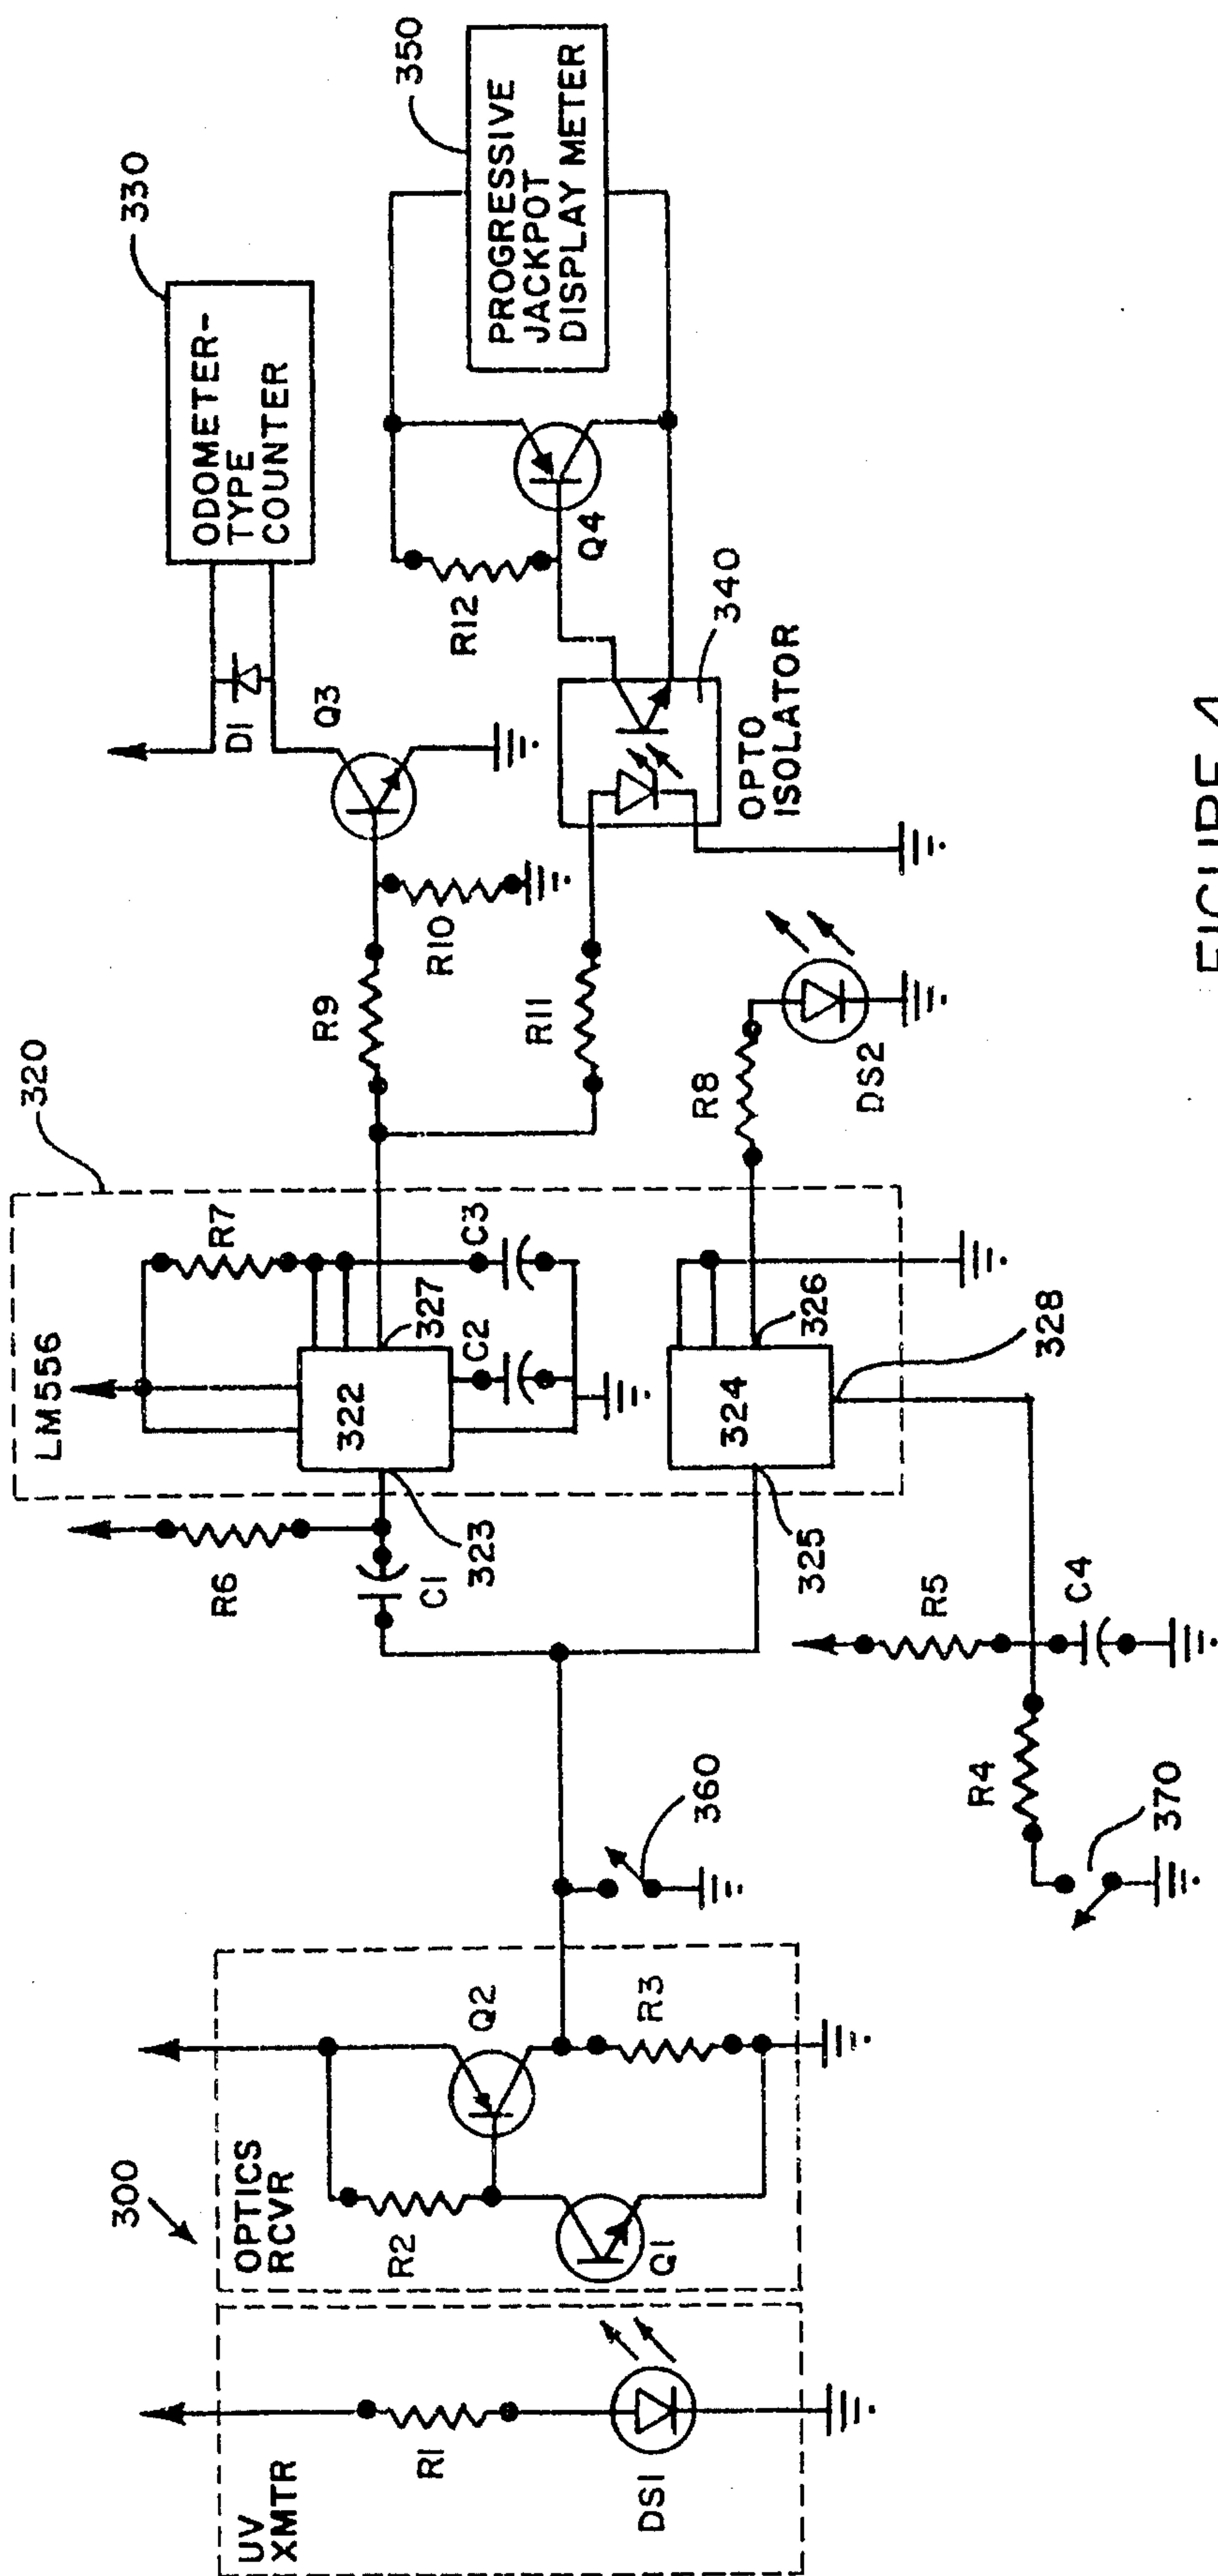 300
UV
XMTR
R1
DS1
OPTICS
RCVR
R2
Q1
Q2
R3
360
370
R4
R5
C4
R6
C1
323
325
320
LM556
322
327
R7
C2
C3
324
326
328
R8
DS2
R9
R10
R11
Q3
D1
330
ODOMETER-
TYPE
COUNTER
OPTO
ISOLATOR
340
R12
Q4
350
PROGRESSIVE
JACKPOT
DISPLAY METER
FIGURE 4